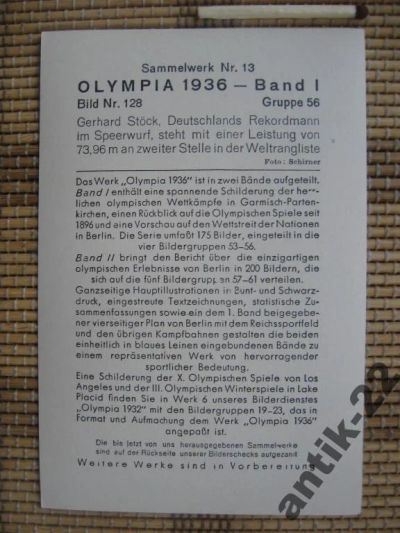 Sammelwerk Nr. 13
OLYMPIA 1936 — Band I
Bild Nr. 128 Gruppe 56
Gerhard Stöck, Deutschlands Rekordmann
im Speerwurf, steht mit einer Leistung von
73,96 m an zweiter Stelle in der Weltrangliste
Foto: Schirner
Das Werk „Olympia 1936" ist in zwei Bände aufgeteilt.
Band I enthält eine spannende Schilderung der herr-
lichen olympischen Wettkämpfe in Garmisch-Parten-
kirchen, einen Rückblick auf die Olympischen Spiele seit
1896 und eine Vorschau auf den Wettstreit der Nationen
in Berlin. Die Serie umfaßt 175 Bilder, eingeteilt in die
vier Bildergruppen 53–56.
Band II bringt den Bericht über die einzigartigen
olympischen Erlebnisse von Berlin in 200 Bildern, die
sich auf die fünf Bildergruppen 57–61 verteilen.
Ganzseitige Hauptillustrationen in Bunt- und Schwarz-
druck, eingestreute Textzeichnungen, statistische Zu-
sammenfassungen sowie ein dem 1. Band beigegebe-
ner vierseitiger Plan von Berlin mit dem Reichssportfeld
und den übrigen Kampfbahnen gestalten die beiden
einheitlich in blaues Leinen eingebundenen Bände zu
einem repräsentativen Werk von hervorragender
sportlicher Bedeutung.
Eine Schilderung der X. Olympischen Spiele von Los
Angeles und der III. Olympischen Winterspiele in Lake
Placid finden Sie in Werk 6 unseres Bilderdienstes
„Olympia 1932" mit den Bildergruppen 19–23, das in
Format und Aufmachung dem Werk „Olympia 1936"
angepaßt ist.
Die bis jetzt von uns herausgegebenen Sammelwerke
sind auf der Rückseite unserer Bilderschecks aufgezählt
Weitere Werke sind in Vorbereitung
antik-22